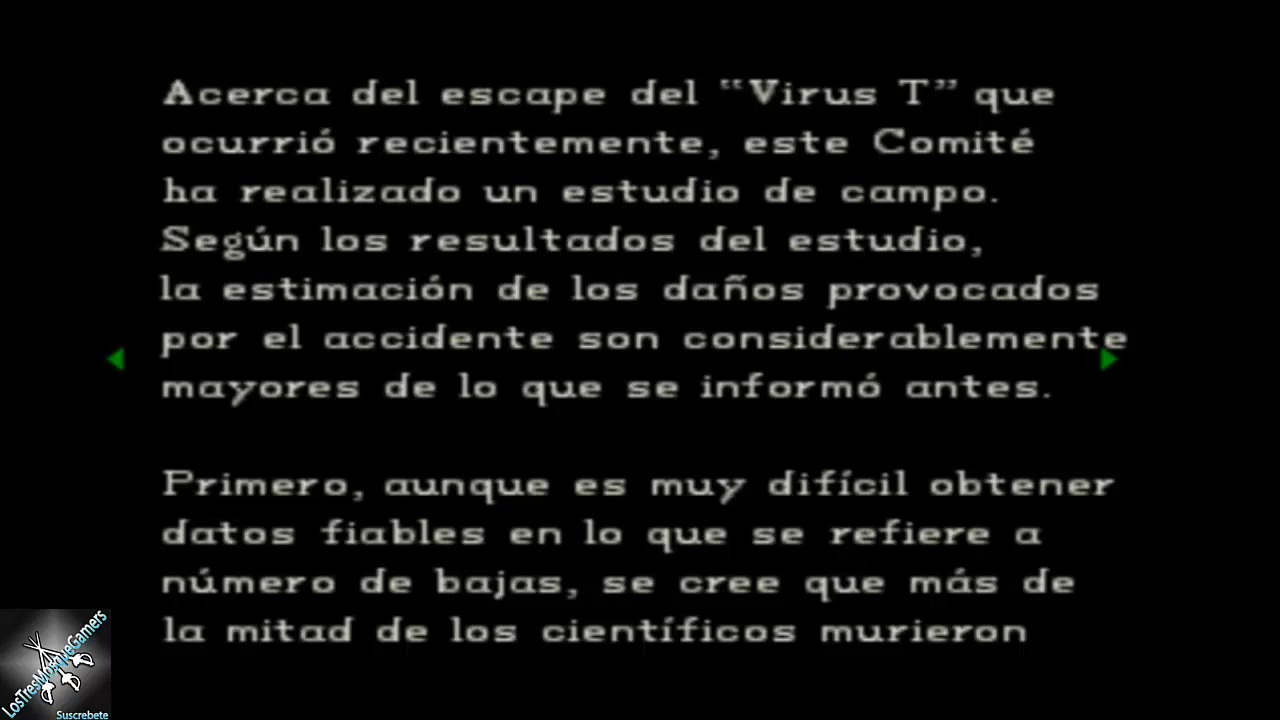 Acerca del escape del “Virus T” que
ocurrió recientemente, este Comité
ha realizado un estudio de campo.
Según los resultados del estudio,
la estimación de los daños provocados
por el accidente son considerablemente
mayores de lo que se informó antes.
Primero, aunque es muy difícil obtener
datos fiables en lo que se refiere a
número de bajas, se cree que más de
la mitad de los científicos murieron
LosTresMosqueGamers
Suscrebete